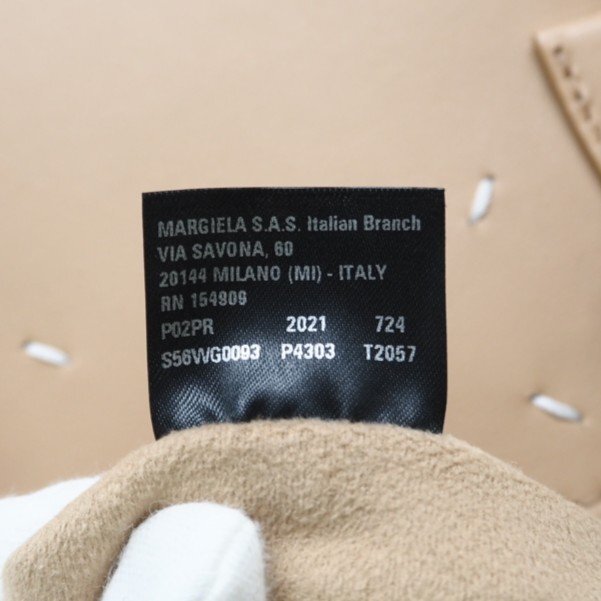 MARGIELA S.A.S. Italian Branch
VIA SAVONA, 60
20144 MILANO (MI) - ITALY
RN 154909
P02PR 2021 724
S56WG0093 P4303 T2057